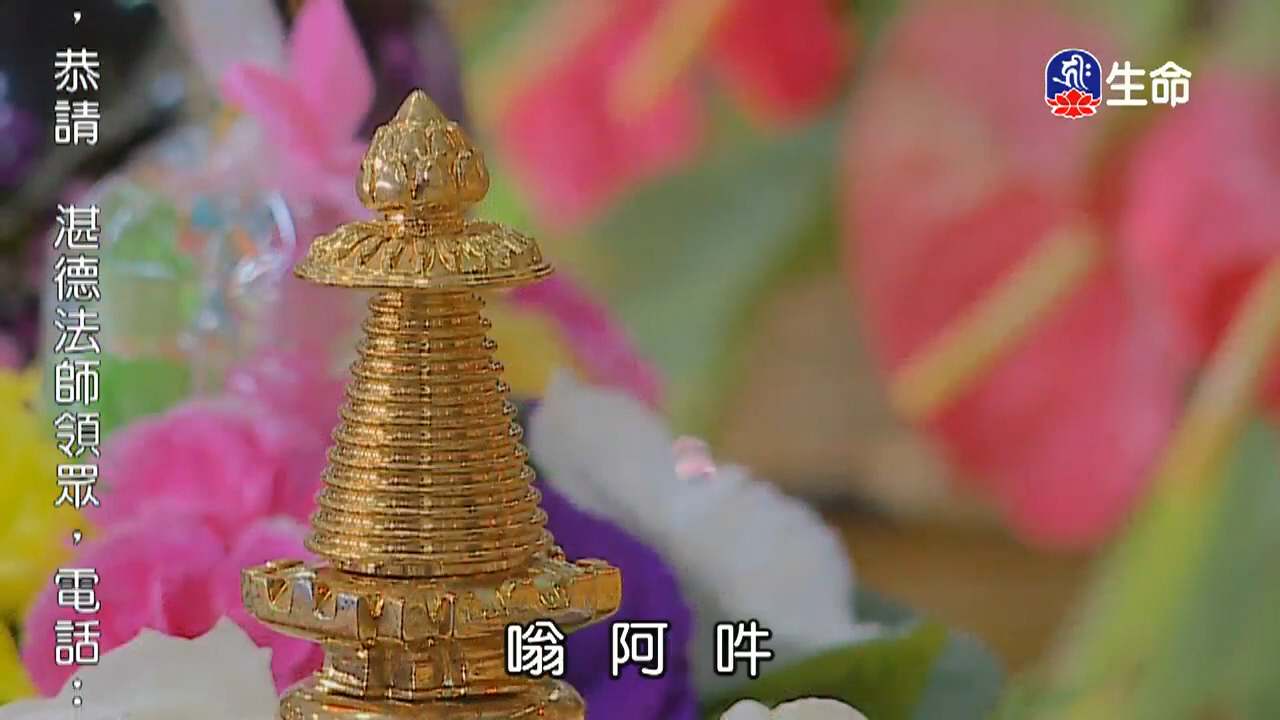 ，恭請 湛德法師領眾，電話：
生命
嗡 阿 吽